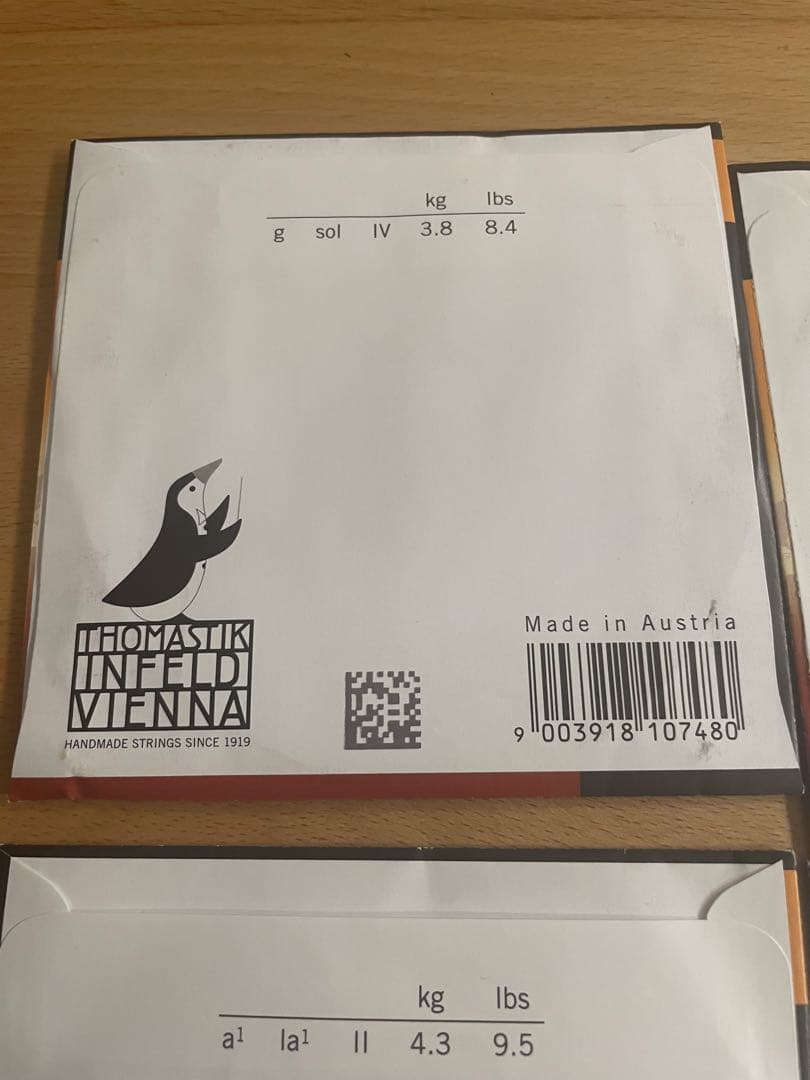 kg lbs
g sol IV 3.8 8.4
THOMASTIK
INFELD
VIENNA
HANDMADE STRINGS SINCE 1919
Made in Austria
9 003918 107480
kg lbs
a¹ la¹ II 4.3 9.5